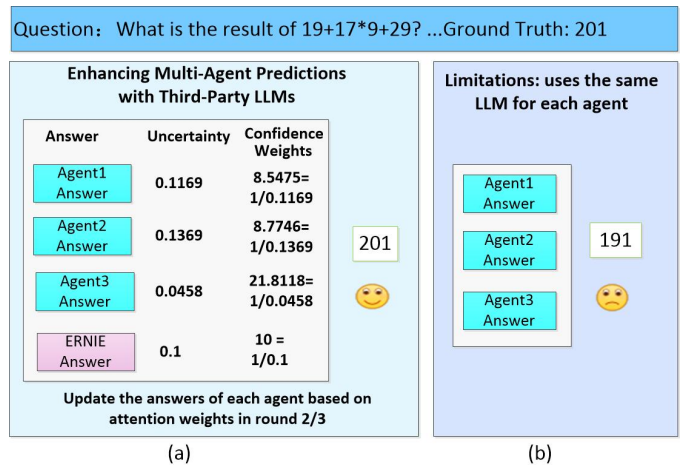 Question： What is the result of 19+17*9+29? ...Ground Truth: 201
Enhancing Multi-Agent Predictions
with Third-Party LLMs
Answer Uncertainty Confidence
Weights
Agent1
Answer
0.1169
8.5475=
1/0.1169
Agent2
Answer
0.1369
8.7746=
1/0.1369
Agent3
Answer
0.0458
21.8118=
1/0.0458
ERNIE
Answer
0.1
10 =
1/0.1
201
Update the answers of each agent based on
attention weights in round 2/3
(a)
Limitations: uses the same
LLM for each agent
Agent1
Answer
Agent2
Answer
Agent3
Answer
191
(b)